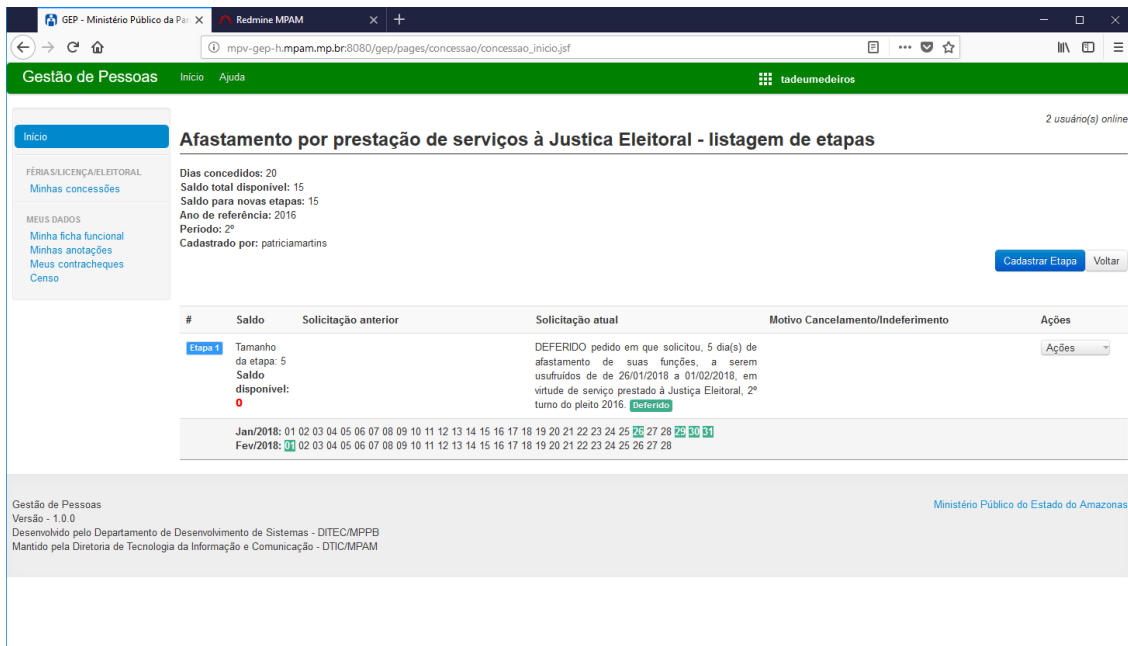 GEP - Ministério Público da Par
Redmine MPAM
mpv-gep-h.mpam.mp.br:8080/gep/pages/concessao/concessao_inicio.jsf
Gestão de Pessoas
Início
Ajuda
tadeumedeiros
2 usuário(s) online
Início
FÉRIAS/LICENÇA/ELEITORAL
Minhas concessões
MEUS DADOS
Minha ficha funcional
Minhas anotações
Meus contracheques
Censo
Afastamento por prestação de serviços à Justica Eleitoral - listagem de etapas
Dias concedidos: 20
Saldo total disponível: 15
Saldo para novas etapas: 15
Ano de referência: 2016
Periodo: 2º
Cadastrado por: patriciamartins
Cadastrar Etapa
Voltar
# Saldo Solicitação anterior Solicitação atual Motivo Cancelamento/Indeferimento Ações
Etapa 1
Tamanho
da etapa: 5
Saldo
disponível:
0
DEFERIDO pedido em que solicitou, 5 dia(s) de
afastamento de suas funções, a serem
usufruídos de de 26/01/2018 a 01/02/2018, em
virtude de serviço prestado à Justiça Eleitoral, 2º
turno do pleito 2016. Deferido
Ações
Jan/2018: 01 02 03 04 05 06 07 08 09 10 11 12 13 14 15 16 17 18 19 20 21 22 23 24 25 26 27 28 29 30 31
Fev/2018: 01 02 03 04 05 06 07 08 09 10 11 12 13 14 15 16 17 18 19 20 21 22 23 24 25 26 27 28
Gestão de Pessoas
Versão - 1.0.0
Desenvolvido pelo Departamento de Desenvolvimento de Sistemas - DITEC/MPPB
Mantido pela Diretoria de Tecnologia da Informação e Comunicação - DTIC/MPAM
Ministério Público do Estado do Amazonas